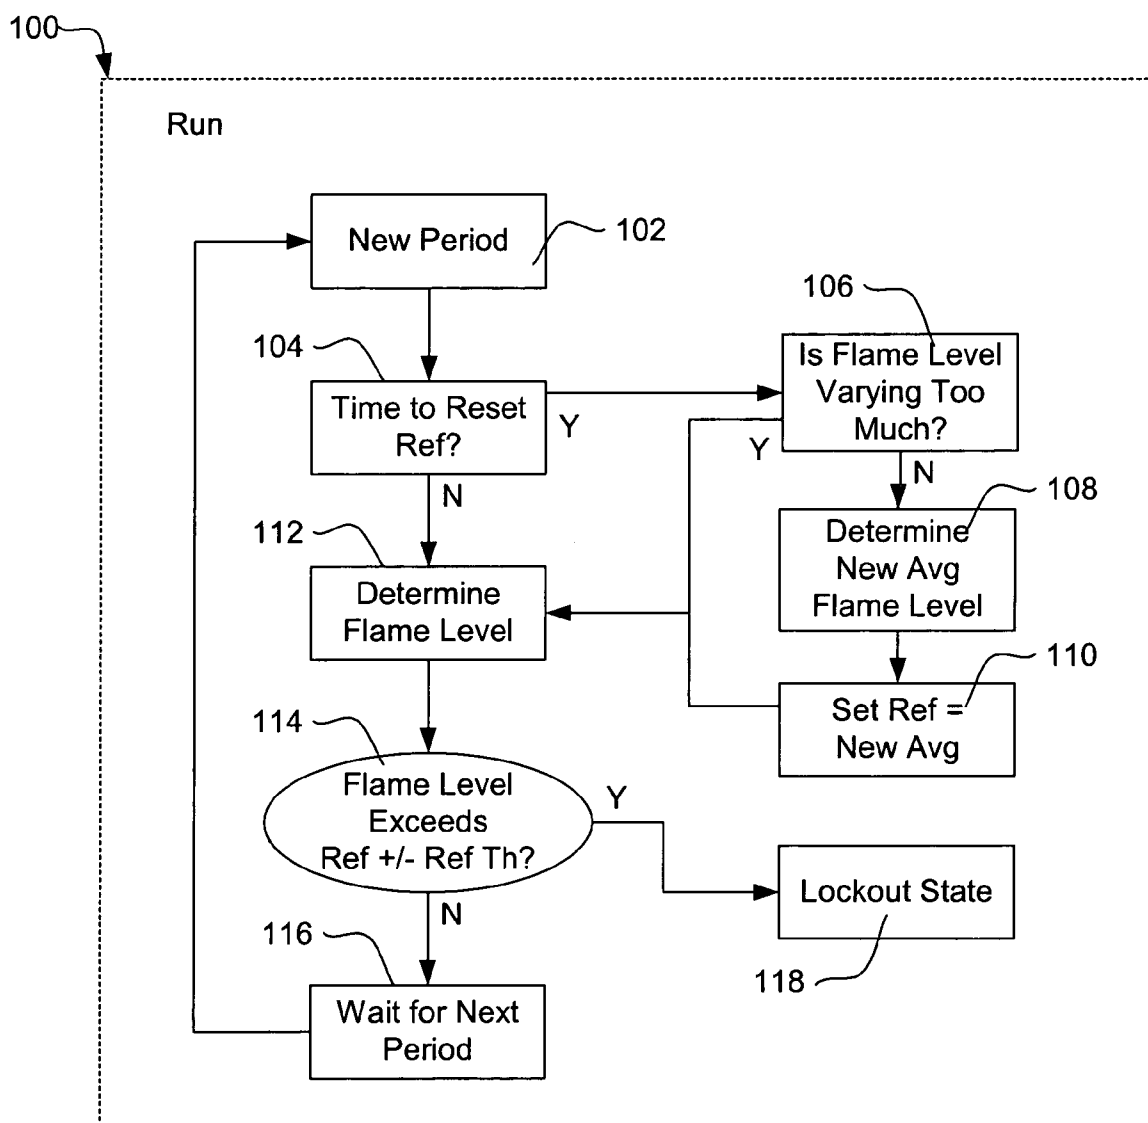 100
Run
New Period
102
106
104
Is Flame Level
Varying Too
Much?
Time to Reset
Ref?
Y
Y
N
N
108
112
Determine
New Avg
Flame Level
Determine
Flame Level
110
114
Set Ref =
New Avg
Flame Level
Exceeds
Ref +/- Ref Th?
Y
Lockout State
N
116
118
Wait for Next
Period